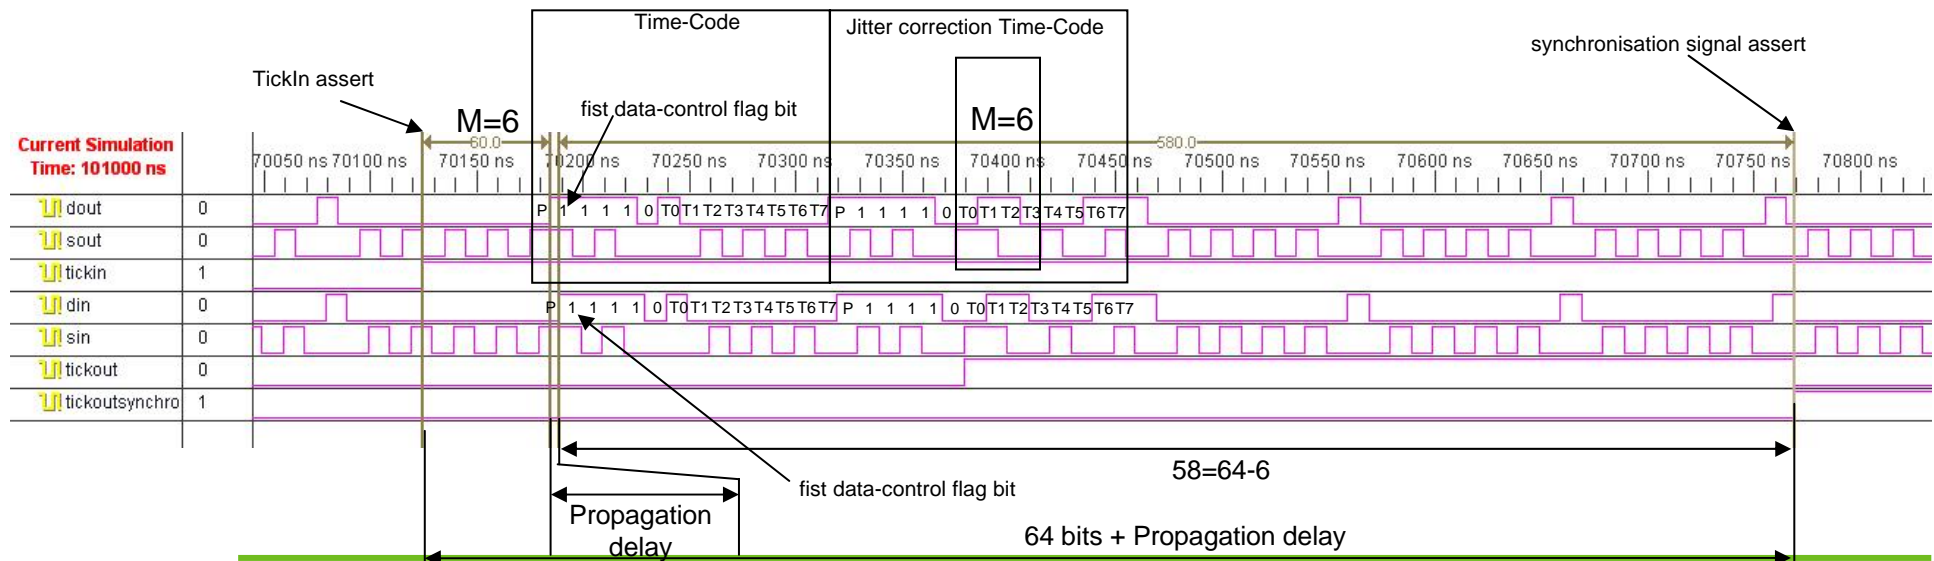 Time-Code
Jitter correction Time-Code
synchronisation signal assert
TickIn assert
fist data-control flag bit
M=6
M=6
Current Simulation
Time: 101000 ns
60.0
580.0
70050 ns 70100 ns 70150 ns 70200 ns 70250 ns 70300 ns 70350 ns 70400 ns 70450 ns 70500 ns 70550 ns 70600 ns 70650 ns 70700 ns 70750 ns 70800 ns
dout 0 P 1 1 1 1 0 T0 T1 T2 T3 T4 T5 T6 T7 P 1 1 1 1 0 T0 T1 T2 T3 T4 T5 T6 T7
sout 0
tickin 1
din 0 P 1 1 1 1 0 T0 T1 T2 T3 T4 T5 T6 T7 P 1 1 1 1 0 T0 T1 T2 T3 T4 T5 T6 T7
sin 0
tickout 0
tickoutsynchro 1
58=64-6
fist data-control flag bit
Propagation
delay
64 bits + Propagation delay